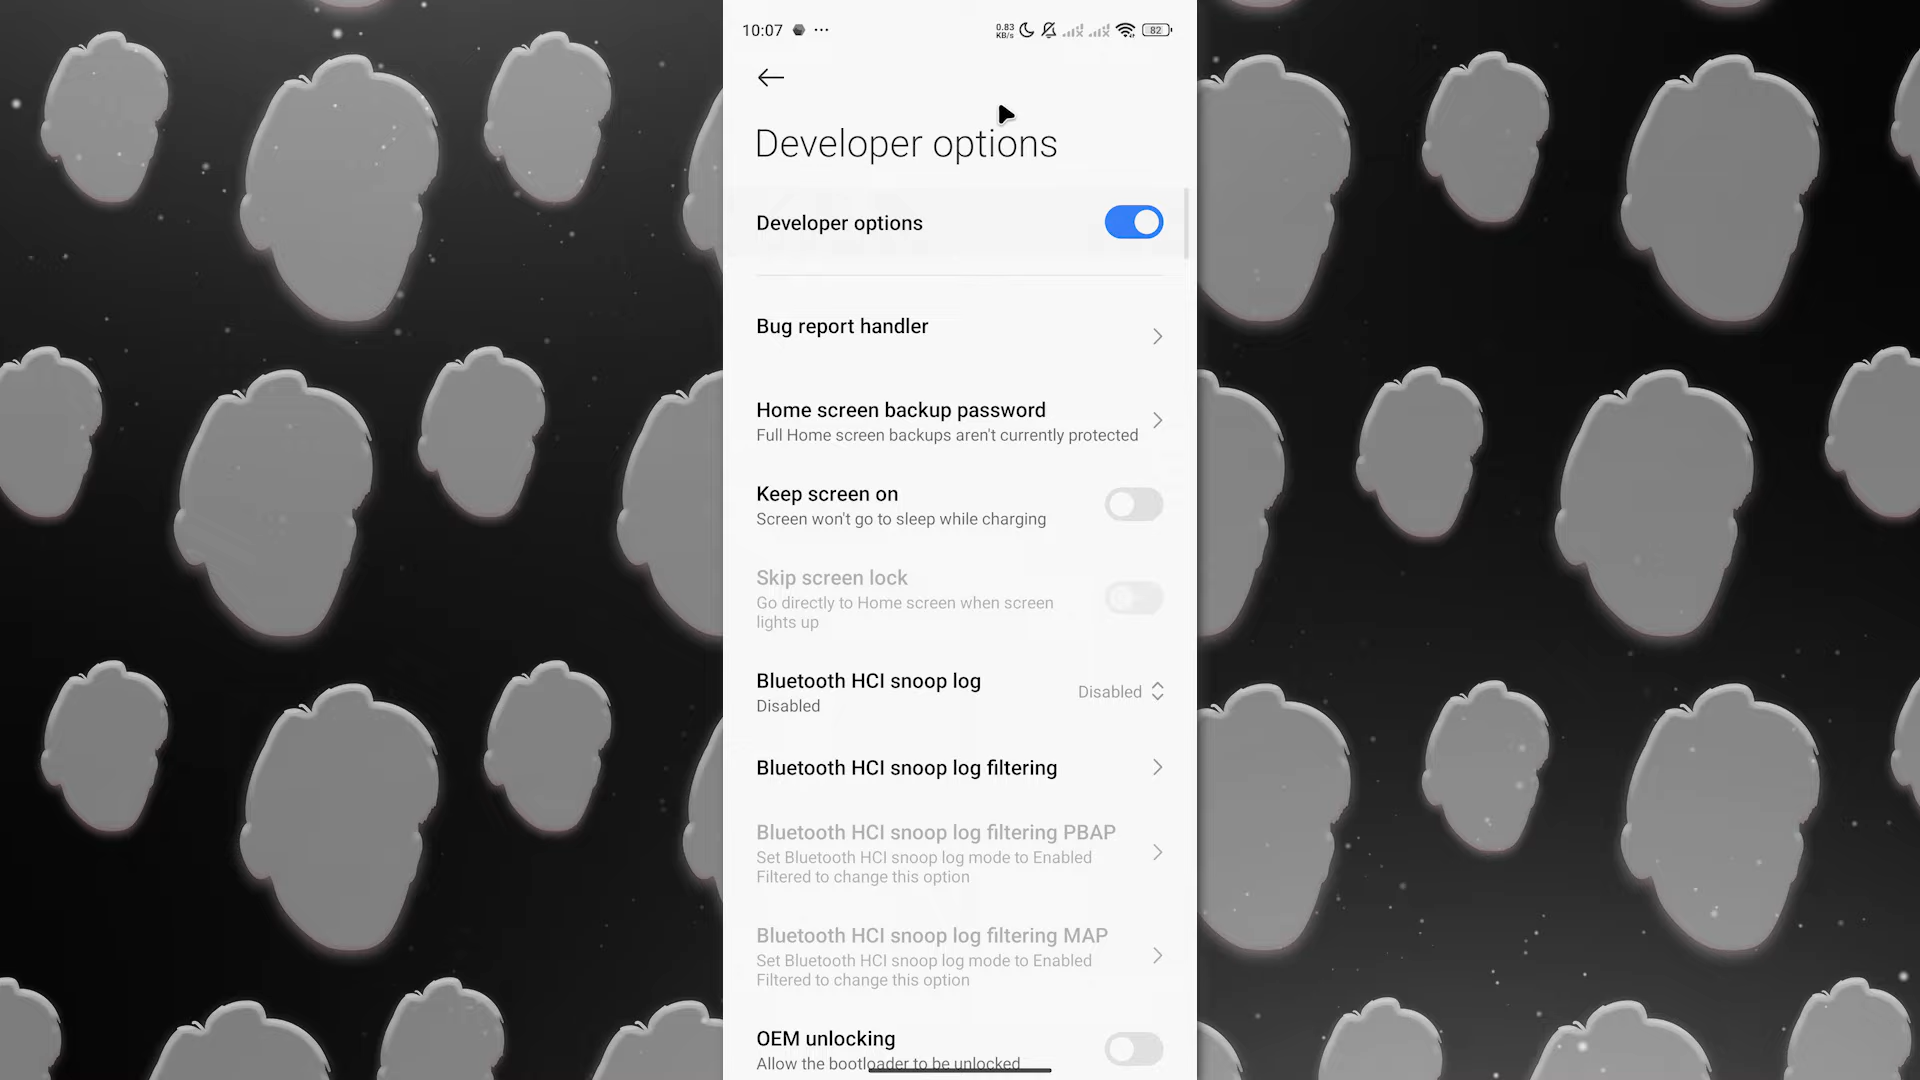 10:07 ... 0.83 KB/s 82
Developer options
Developer options
Bug report handler
Home screen backup password
Full Home screen backups aren't currently protected
Keep screen on
Screen won't go to sleep while charging
Skip screen lock
Go directly to Home screen when screen
lights up
Bluetooth HCI snoop log
Disabled
Disabled
Bluetooth HCI snoop log filtering
Bluetooth HCI snoop log filtering PBAP
Set Bluetooth HCI snoop log mode to Enabled
Filtered to change this option
Bluetooth HCI snoop log filtering MAP
Set Bluetooth HCI snoop log mode to Enabled
Filtered to change this option
OEM unlocking
Allow the bootloader to be unlocked